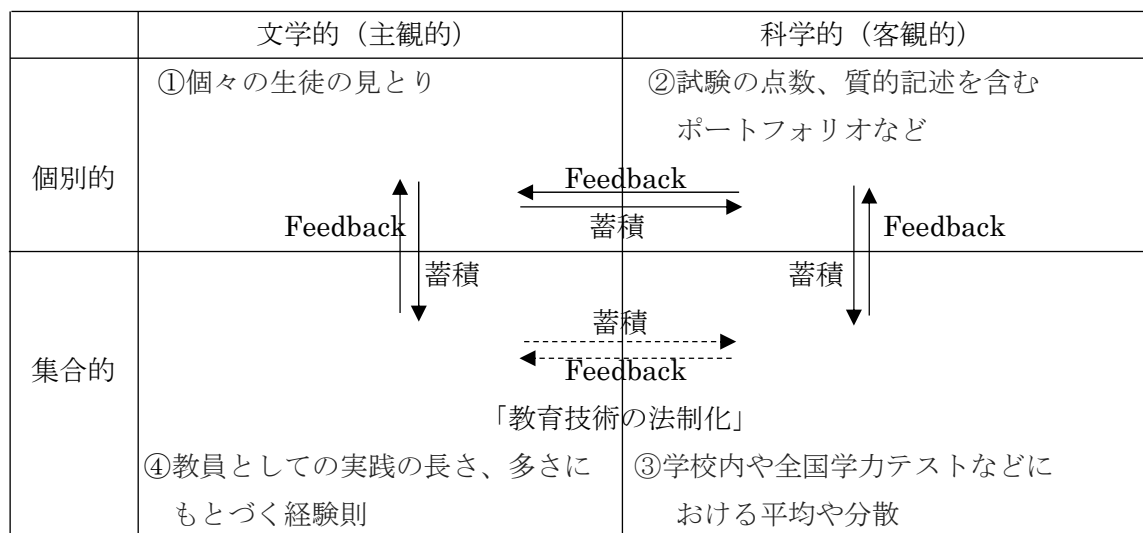 文学的（主観的）
科学的（客観的）
個別的
①個々の生徒の見とり
②試験の点数、質的記述を含む
ポートフォリオなど
Feedback
蓄積
Feedback
蓄積
Feedback
蓄積
集合的
蓄積
Feedback
「教育技術の法制化」
④教員としての実践の長さ、多さに
もとづく経験則
③学校内や全国学力テストなどに
おける平均や分散